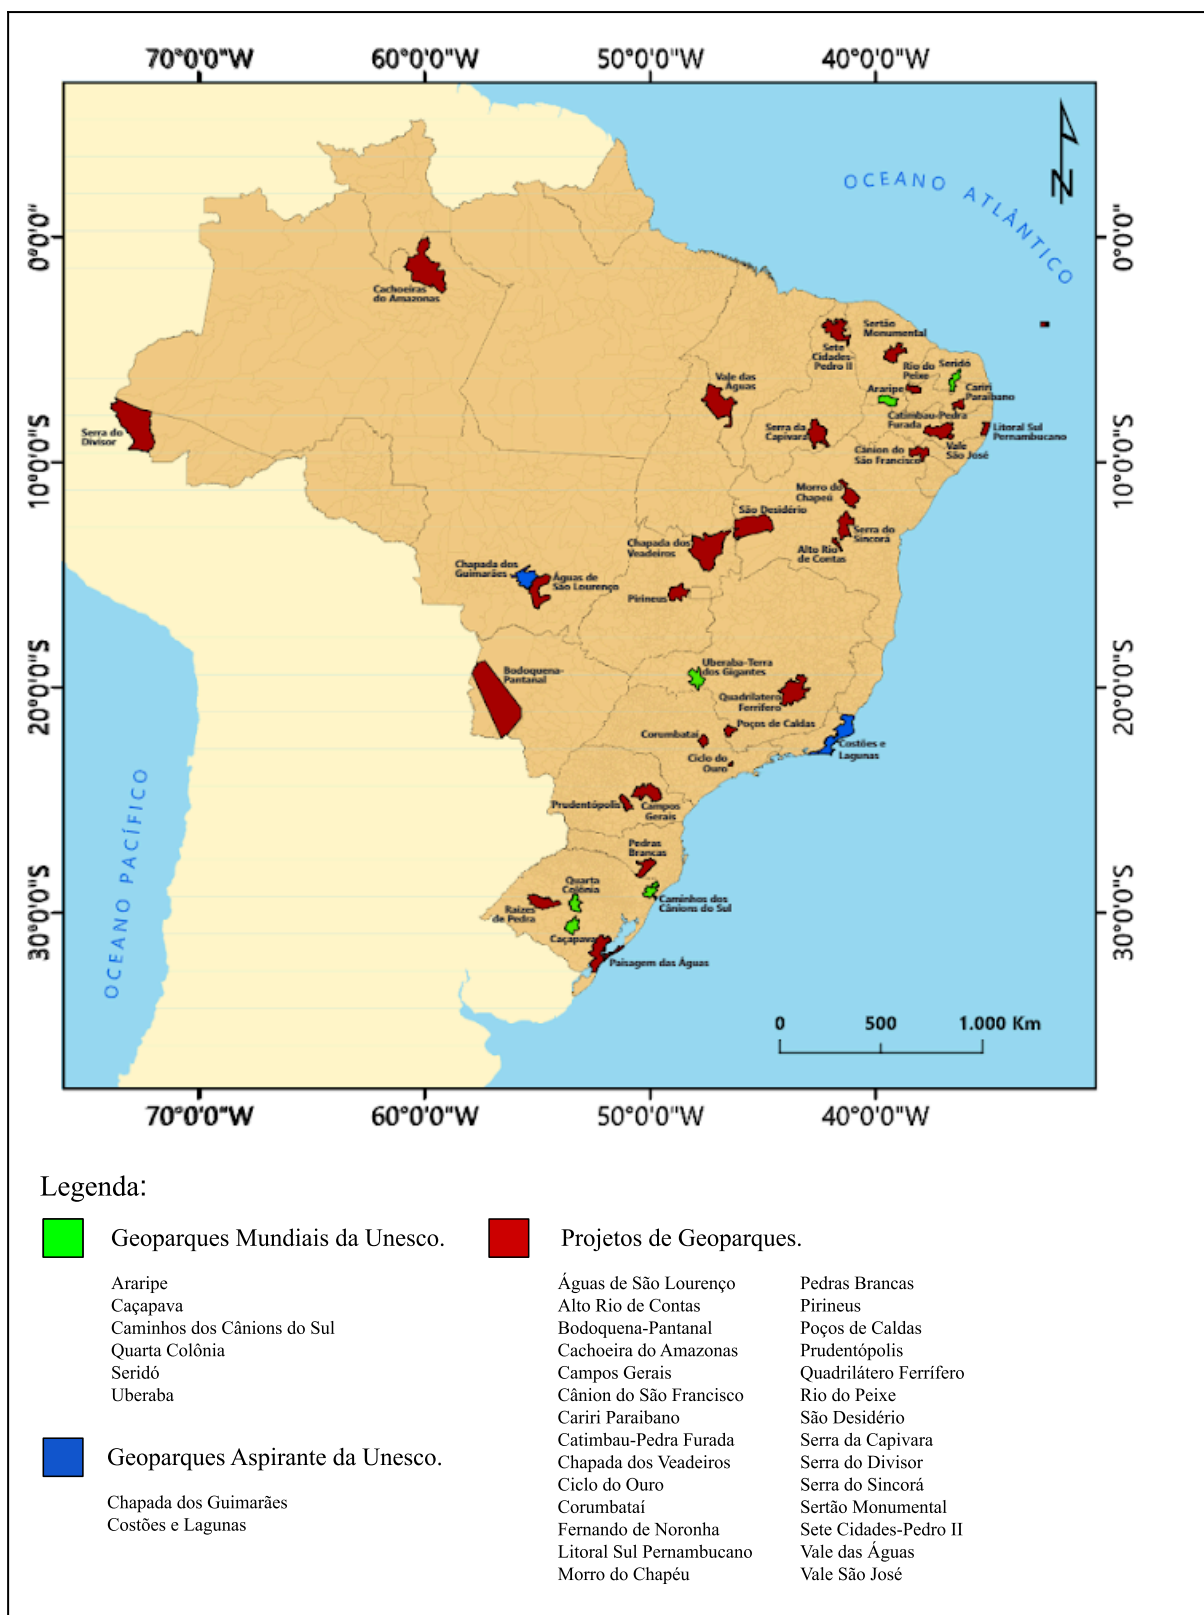 70°0'0"W 60°0'0"W 50°0'0"W 40°0'0"W
OCEANO ATLÂNTICO
N
0°0'0" 0°0'0"
Cachoeiras
do Amazonas
Sertão
Monumental
Sete
Cidades-
Pedro II
Rio do
Peixe
Seridó
Vale das
Águas
Araripe
Cariri
Paraibano
Catimbau-Pedra
Furada
Serra do
Divisor
Serra da
Capivara
Litoral Sul
Pernambucano
Vale
São José
Cânion do
São Francisco
10°0'0"S 10°0'0"S
Morro do
Chapeú
São Desidério
Serra do
Sincorá
Chapada dos
Veadeiros
Alto Rio
de Contas
Chapada dos
Guimarães
Águas de
São Lourenço
Pirineus
Uberaba-Terra
dos Gigantes
Bodoquena-
Pantanal
20°0'0"S 20°0'0"S
Quadrilatero
Ferrífero
Poços de Caldas
Corumbataí
Costões e
Lagunas
Ciclo do
Ouro
OCEANO PACÍFICO
Prudentópolis
Campos
Gerais
Pedras
Brancas
Quarta
Colônia
Caminhos dos
Cânions do Sul
Raízes
de Pedra
30°0'0"S 30°0'0"S
Caçapava
Paisagem das Águas
0 500 1.000 Km
70°0'0"W 60°0'0"W 50°0'0"W 40°0'0"W
Legenda:
Geoparques Mundiais da Unesco.
Araripe
Caçapava
Caminhos dos Cânions do Sul
Quarta Colônia
Seridó
Uberaba
Geoparques Aspirante da Unesco.
Chapada dos Guimarães
Costões e Lagunas
Projetos de Geoparques.
Águas de São Lourenço
Alto Rio de Contas
Bodoquena-Pantanal
Cachoeira do Amazonas
Campos Gerais
Cânion do São Francisco
Cariri Paraibano
Catimbau-Pedra Furada
Chapada dos Veadeiros
Ciclo do Ouro
Corumbataí
Fernando de Noronha
Litoral Sul Pernambucano
Morro do Chapéu
Pedras Brancas
Pirineus
Poços de Caldas
Prudentópolis
Quadrilátero Ferrífero
Rio do Peixe
São Desidério
Serra da Capivara
Serra do Divisor
Serra do Sincorá
Sertão Monumental
Sete Cidades-Pedro II
Vale das Águas
Vale São José